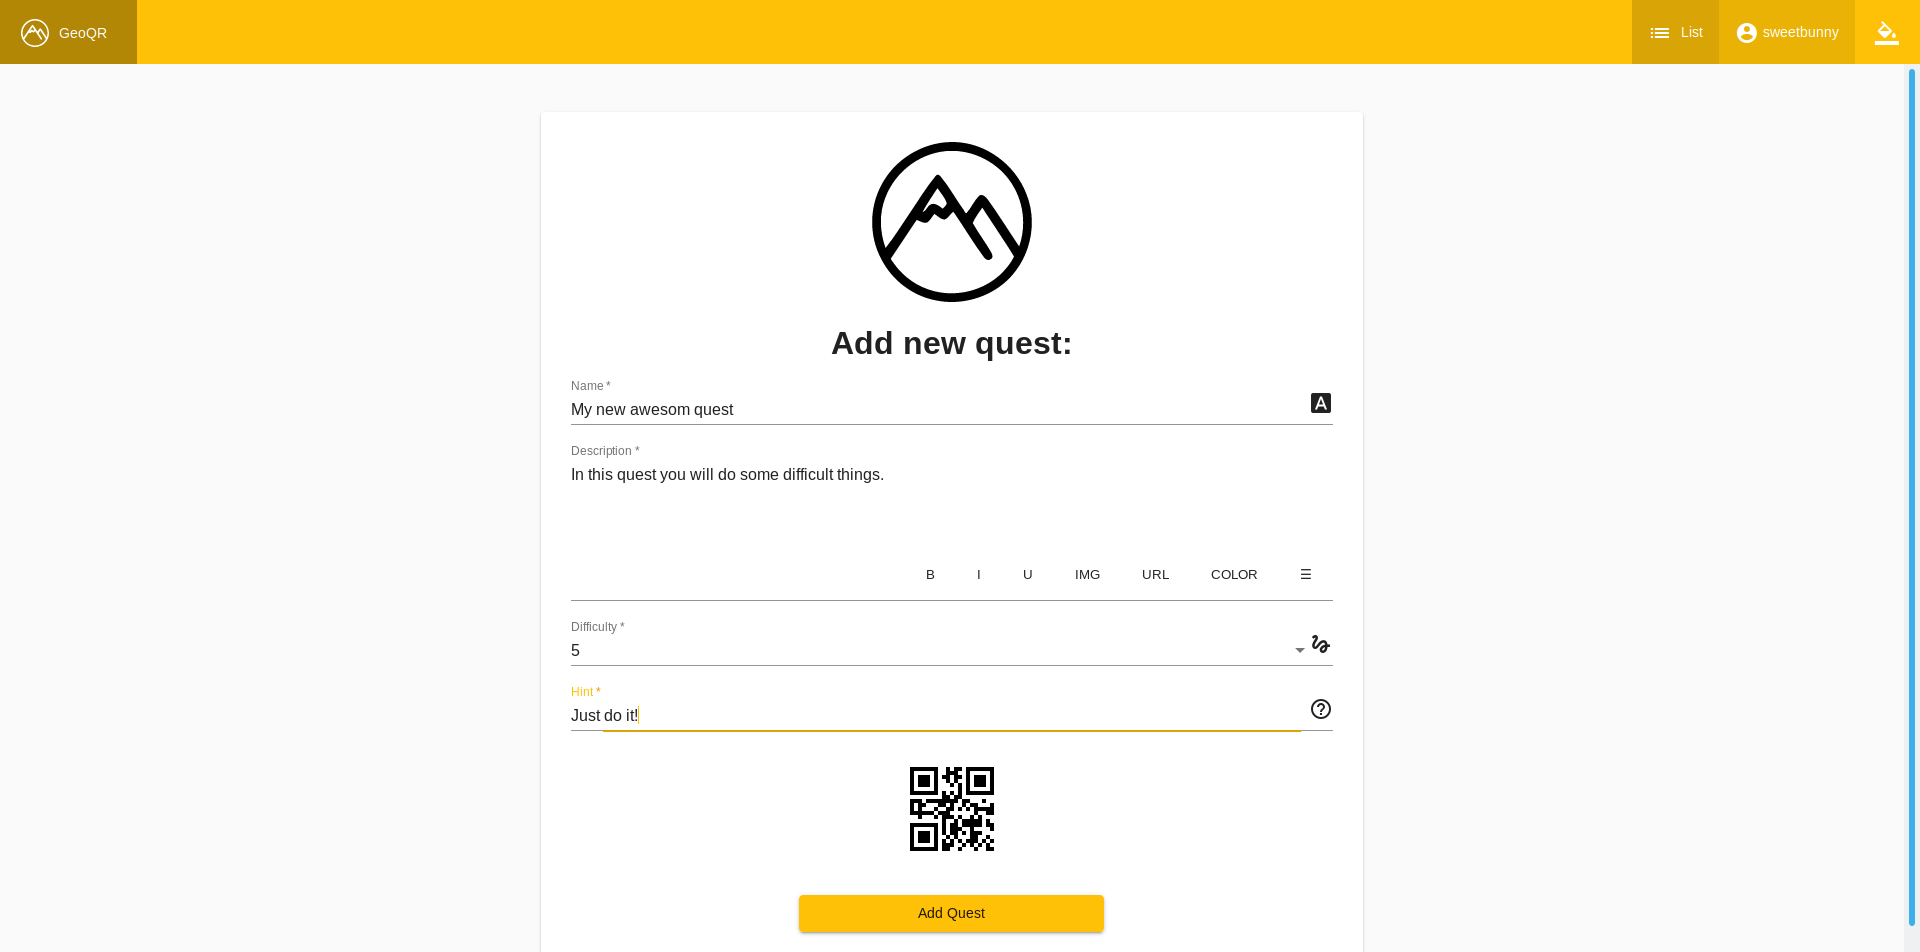 GeoQR
List
sweetbunny
Add new quest:
Name *
My new awesom quest
Description *
In this quest you will do some difficult things.
B I U IMG URL COLOR ☰
Difficulty *
5
Hint *
Just do it!
Add Quest